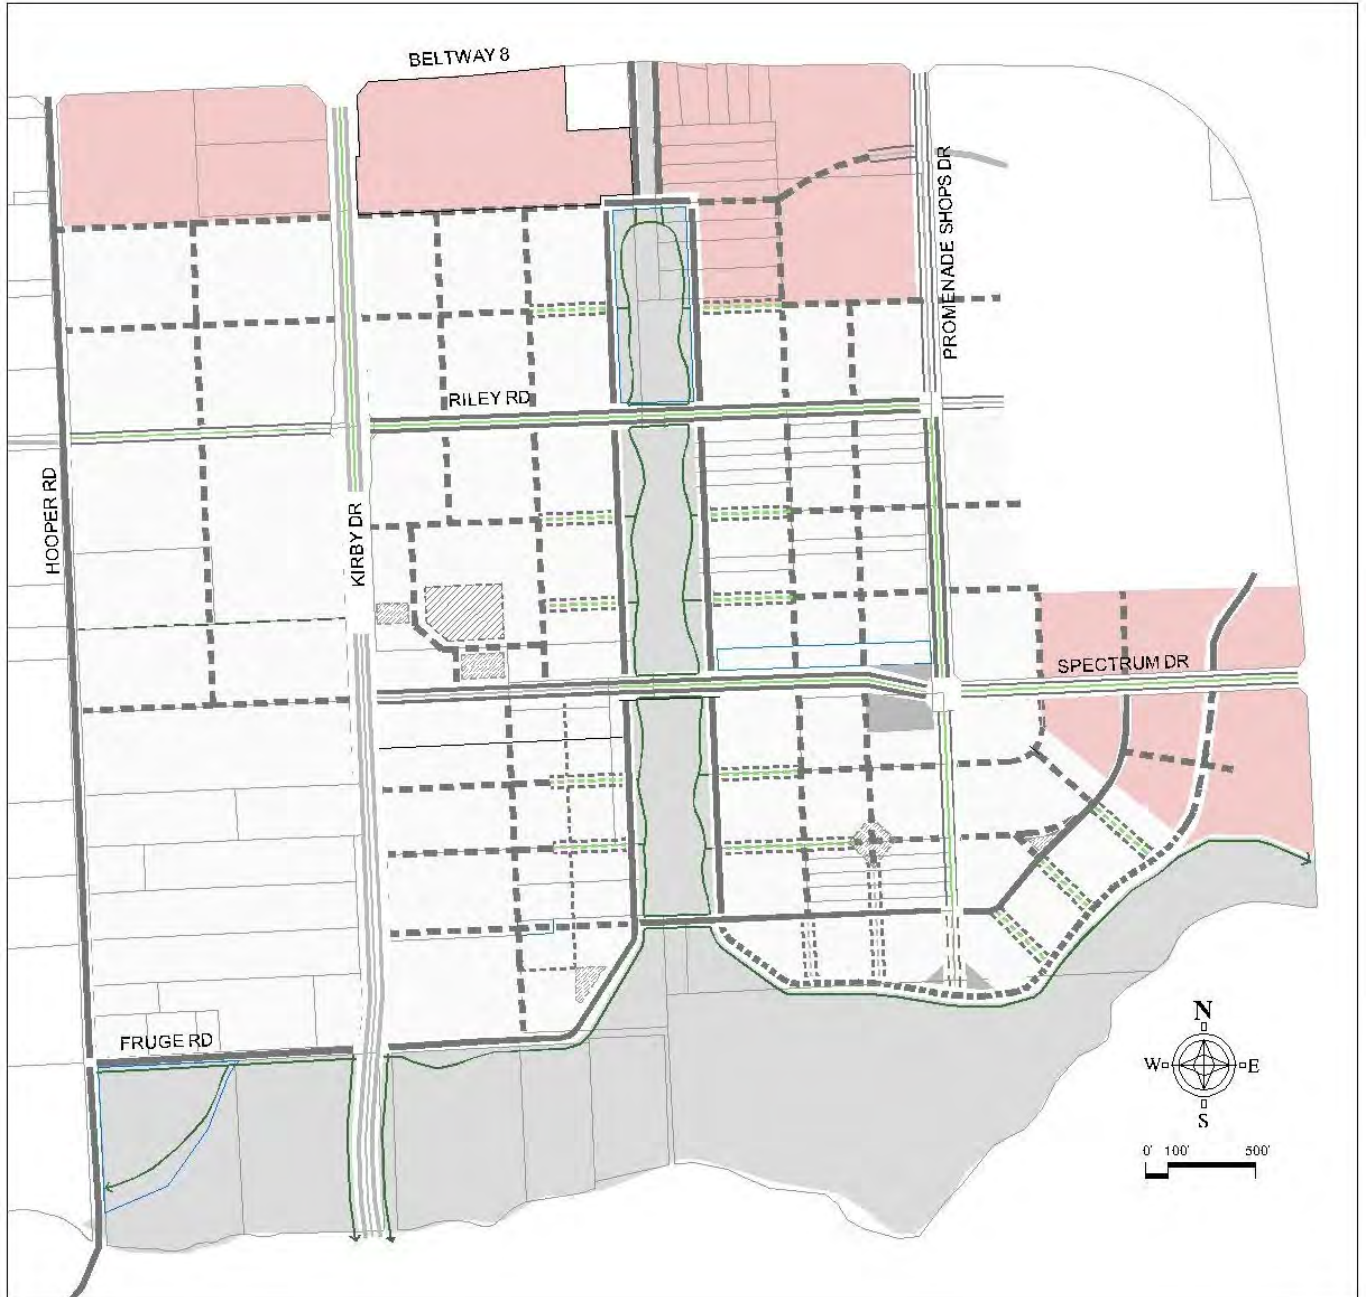 BELTWAY 8
PROMENADE SHOPS DR
RILEY RD
HOOPER RD
KIRBY DR
SPECTRUM DR
FRUGE RD
N
W E
S
0' 100' 500'